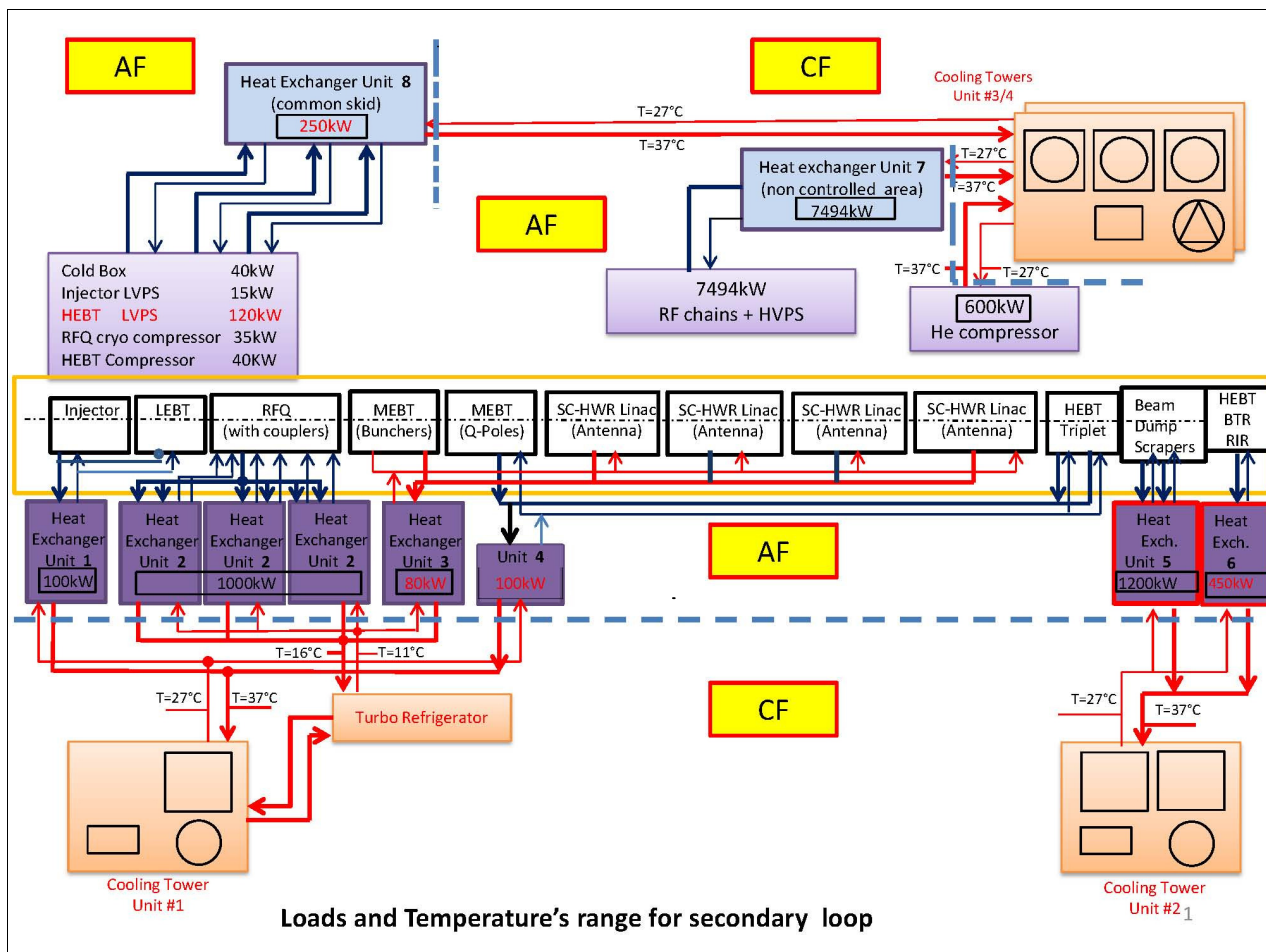 AF
CF
Heat Exchanger Unit 8
(common skid)
250kW
Cooling Towers
Unit #3/4
T=27°C
T=37°C
Heat exchanger Unit 7
(non controlled area)
7494kW
T=27°C
T=37°C
AF
T=37°C
T=27°C
Cold Box 40kW
Injector LVPS 15kW
HEBT LVPS 120kW
RFQ cryo compressor 35kW
HEBT Compressor 40KW
7494kW
RF chains + HVPS
600kW
He compressor
Injector
LEBT
RFQ
(with couplers)
MEBT
(Bunchers)
MEBT
(Q-Poles)
SC-HWR Linac
(Antenna)
SC-HWR Linac
(Antenna)
SC-HWR Linac
(Antenna)
SC-HWR Linac
(Antenna)
HEBT
Triplet
Beam
Dump
Scrapers
HEBT
BTR
RIR
Heat
Exchanger
Unit 1
100kW
Heat
Exchanger
Unit 2
Heat
Exchanger
Unit 2
Heat
Exchanger
Unit 2
1000kW
Heat
Exchanger
Unit 3
80kW
Unit 4
100kW
AF
Heat
Exch.
Unit 5
1200kW
Heat
Exch.
6
450kW
T=16°C
T=11°C
T=27°C
T=37°C
Turbo Refrigerator
CF
T=27°C
T=37°C
Cooling Tower
Unit #1
Cooling Tower
Unit #2
1
Loads and Temperature's range for secondary loop